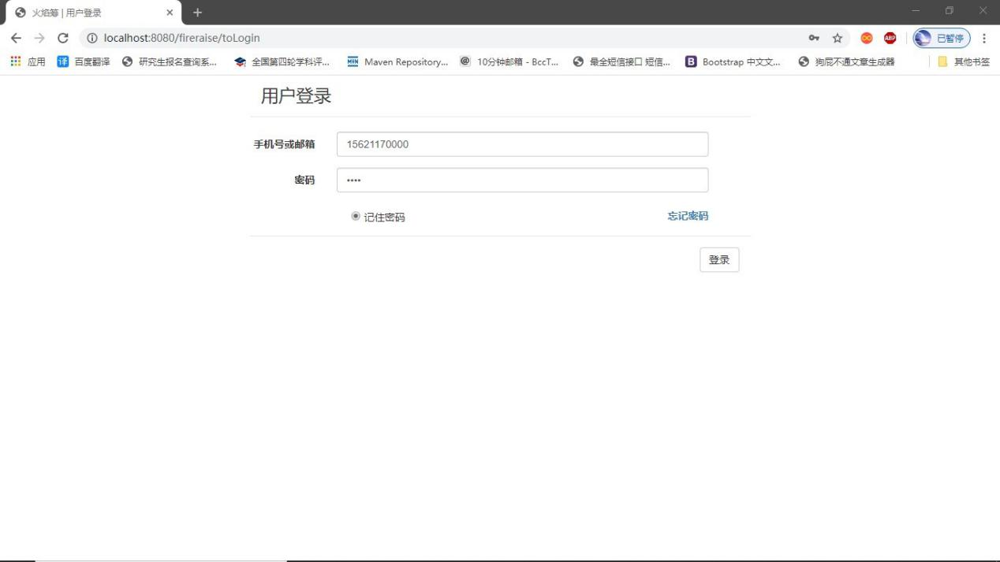 火焰筹 | 用户登录
localhost:8080/fireraise/toLogin
ABP
已暂停
应用
译 百度翻译
研究生报名查询系...
全国第四轮学科评...
MVN Maven Repository...
@ 10分钟邮箱 - BccT...
最全短信接口 短信...
B Bootstrap 中文文...
狗屁不通文章生成器
其他书签
用户登录
手机号或邮箱 15621170000
密码 ••••
记住密码 忘记密码
登录